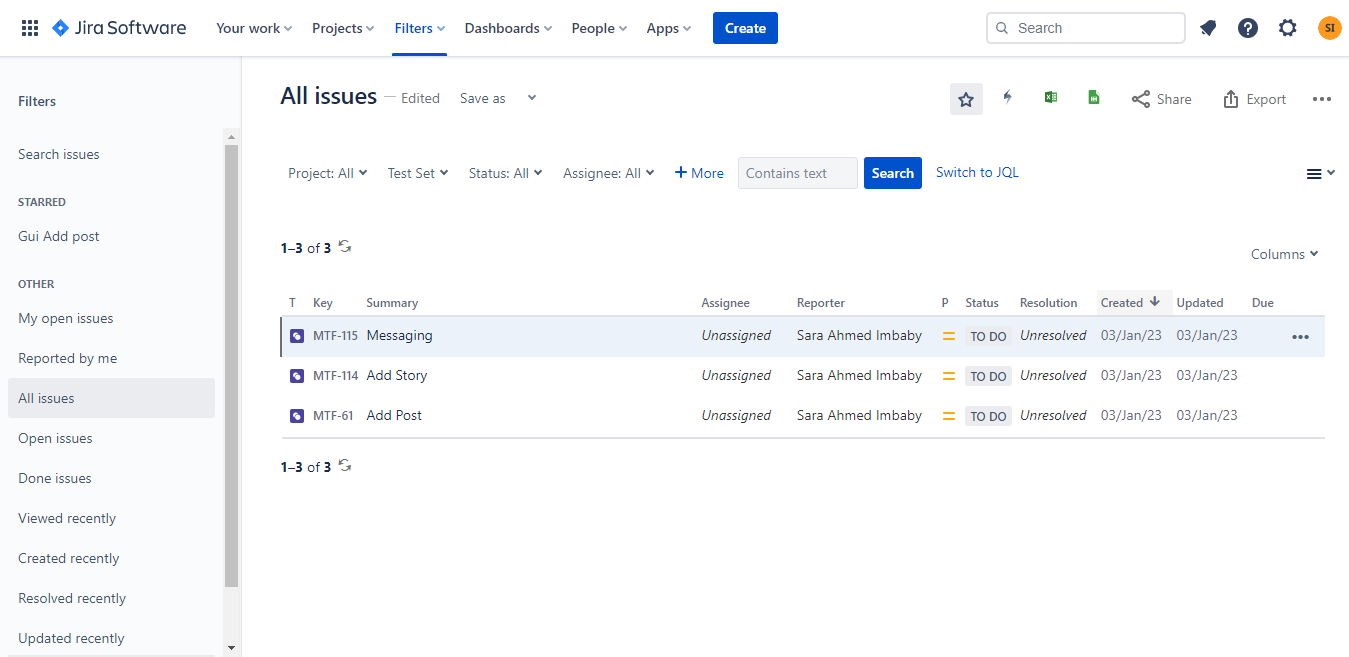 Jira Software Your work Projects Filters Dashboards People Apps Create Search SI
Filters
Search issues
STARRED
Gui Add post
OTHER
My open issues
Reported by me
All issues
Open issues
Done issues
Viewed recently
Created recently
Resolved recently
Updated recently
All issues — Edited Save as Share Export
Project: All Test Set Status: All Assignee: All + More Contains text Search Switch to JQL
1–3 of 3
Columns
T Key Summary Assignee Reporter P Status Resolution Created Updated Due
MTF-115 Messaging Unassigned Sara Ahmed Imbaby TO DO Unresolved 03/Jan/23 03/Jan/23
MTF-114 Add Story Unassigned Sara Ahmed Imbaby TO DO Unresolved 03/Jan/23 03/Jan/23
MTF-61 Add Post Unassigned Sara Ahmed Imbaby TO DO Unresolved 03/Jan/23 03/Jan/23
1–3 of 3